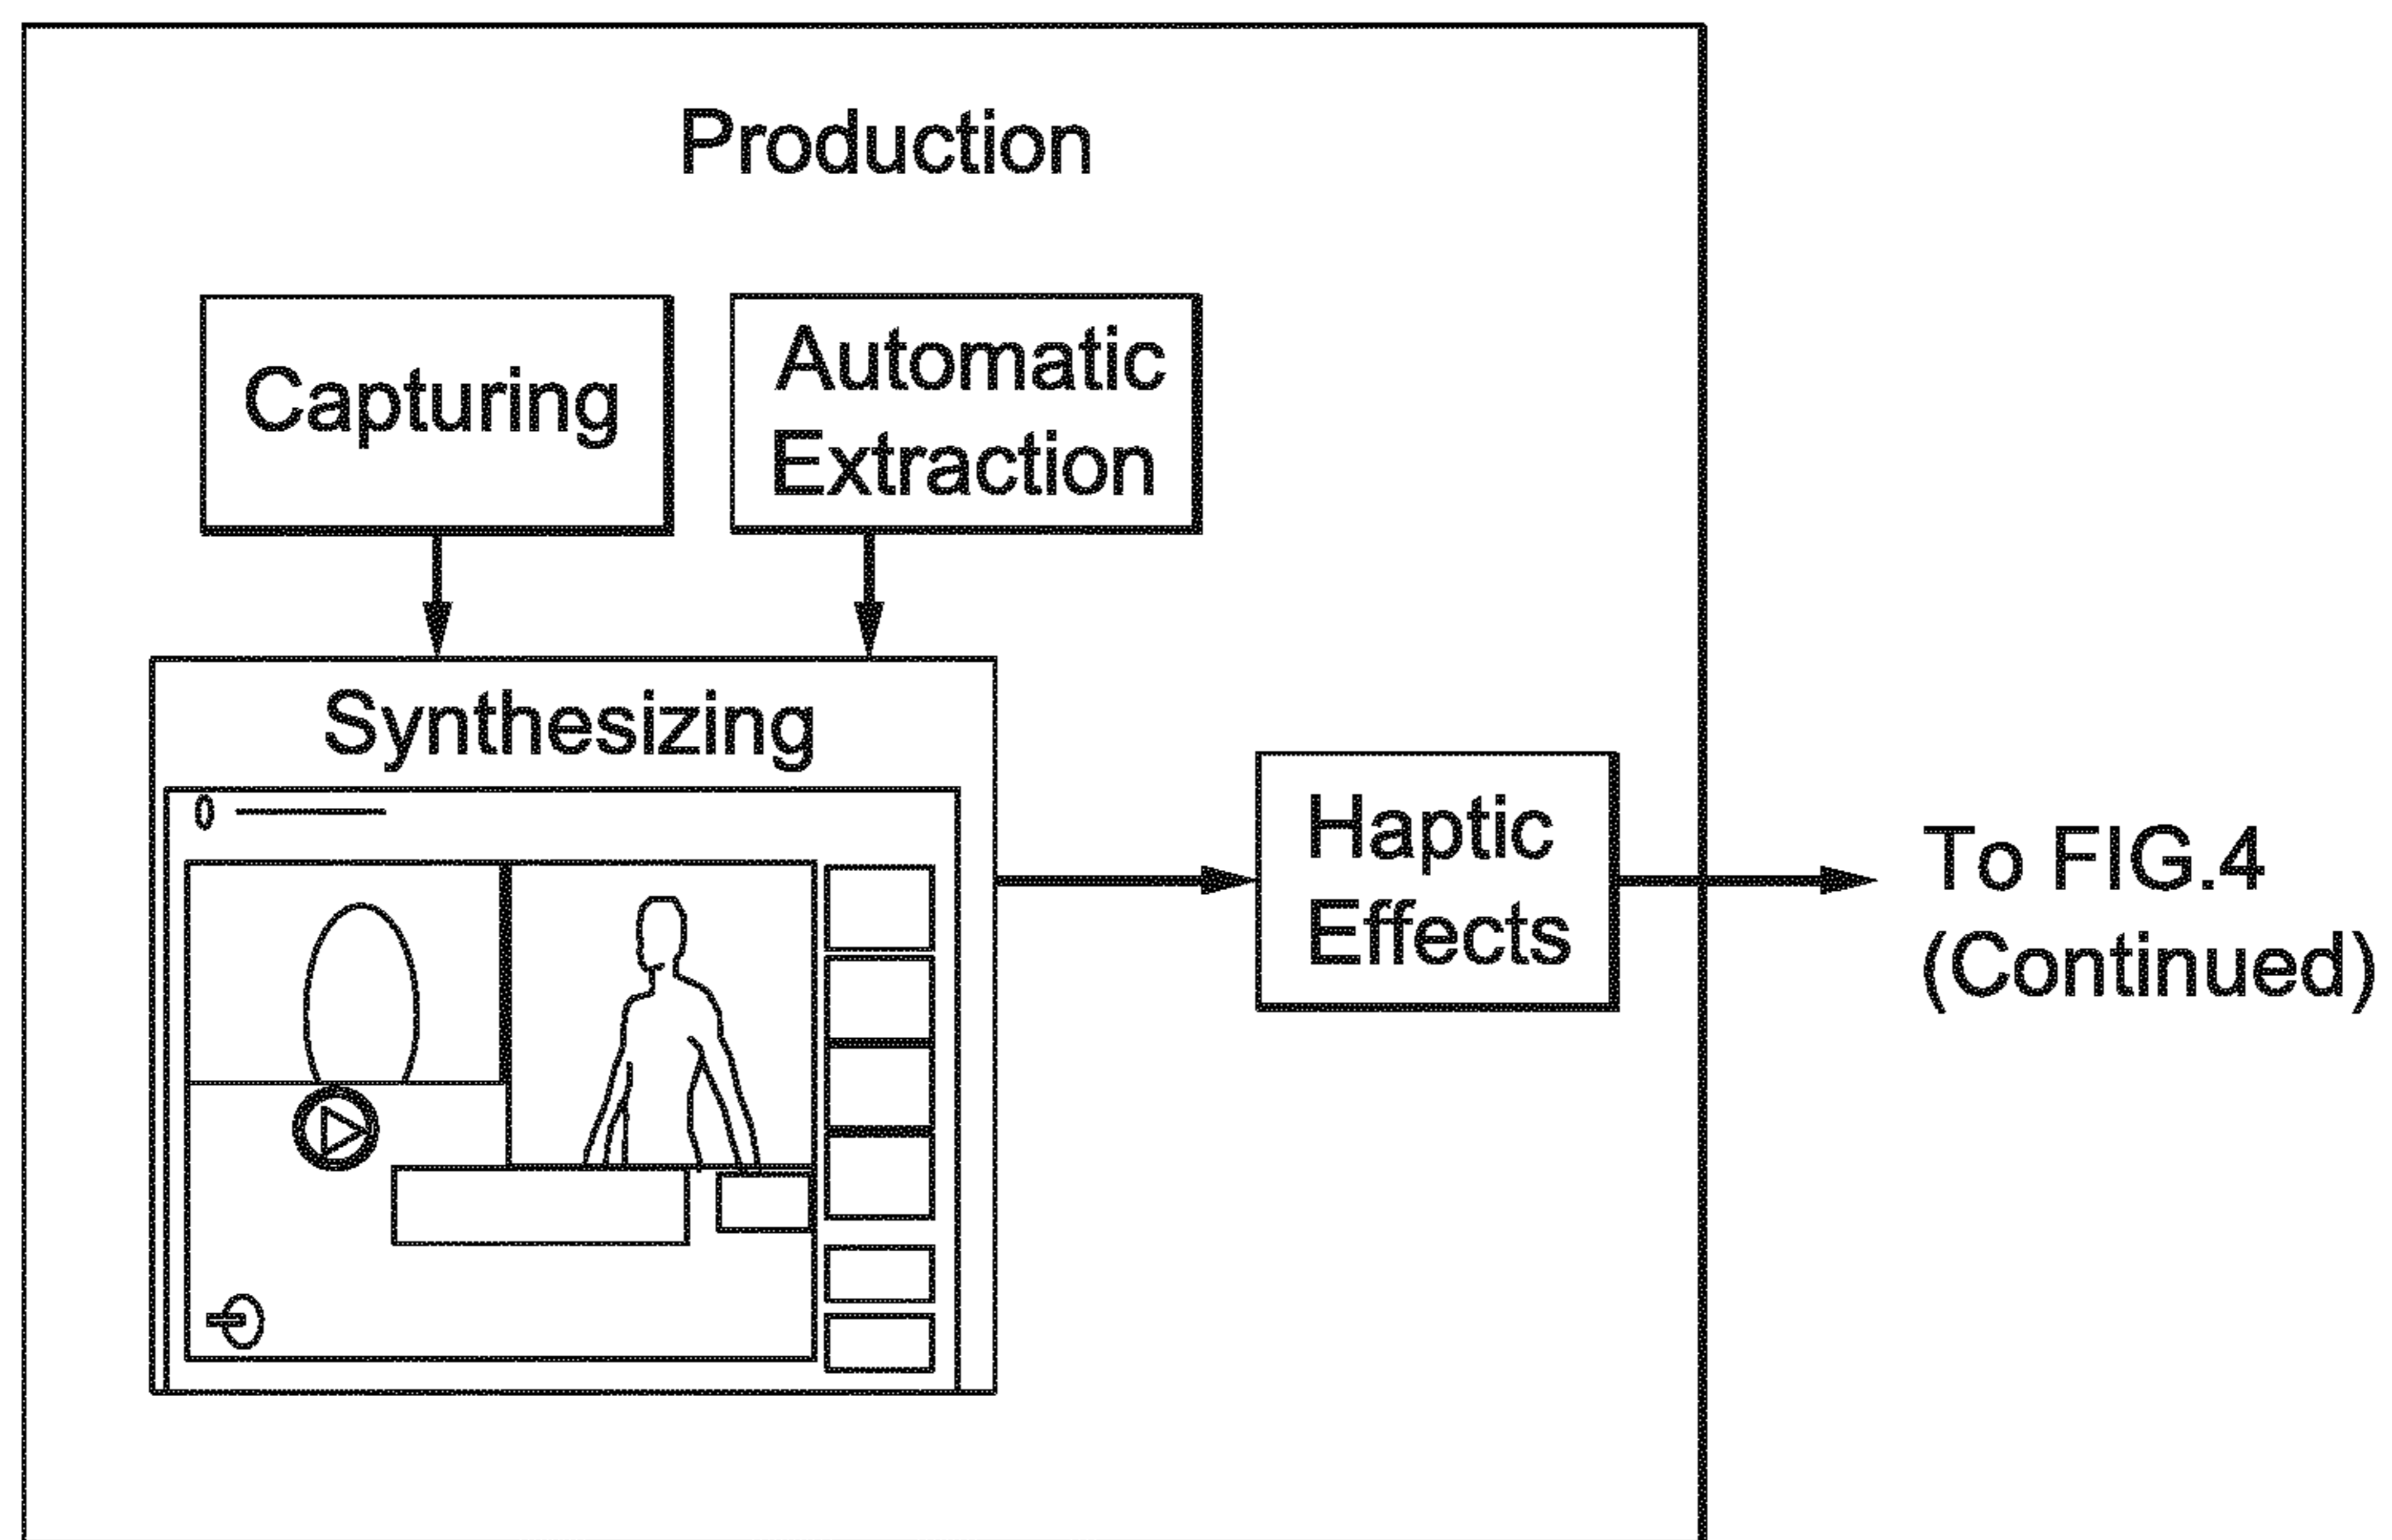 Production
Capturing
Automatic
Extraction
Synthesizing
0
Haptic
Effects
To FIG.4
(Continued)